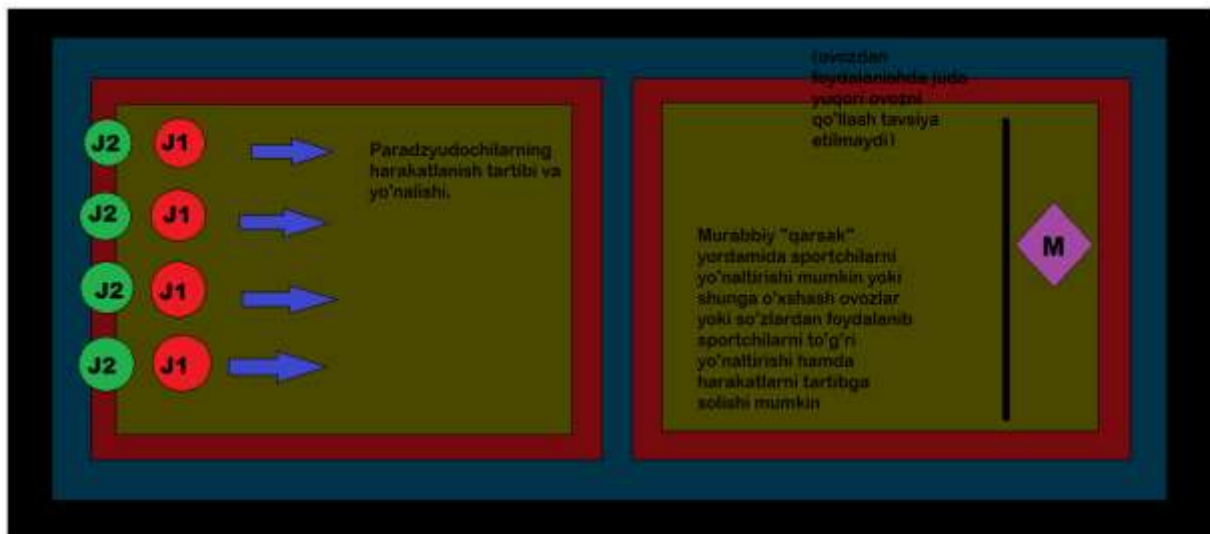 J2 J1
J2 J1
J2 J1
J2 J1
Paradzyudochilarning
harakatlanish tartibi va
yo'nalishi.
(ovozdan
foydalanishda juda
yuqori ovozni
qo'llash tavsiya
etilmaydi)
Murabbiy "qarsak"
yordamida sportchilarni
yo'naltirishi mumkin yoki
shunga o'xshash ovozlar
yoki so'zlardan foydalanib
sportchilarni to'g'ri
yo'naltirishi hamda
harakatlarni tartibga
solishi mumkin
M